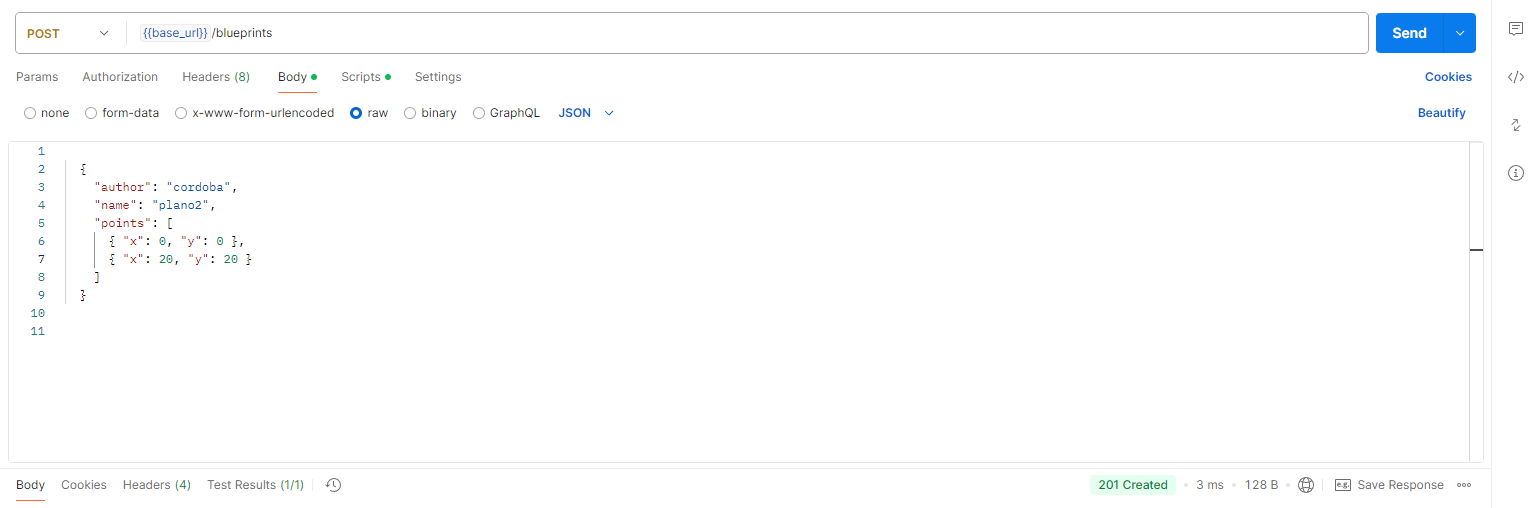 POST {{base_url}} /blueprints Send
Params Authorization Headers (8) Body Scripts Settings Cookies
none form-data x-www-form-urlencoded raw binary GraphQL JSON Beautify
1
2 {
3 "author": "cordoba",
4 "name": "plano2",
5 "points": [
6 { "x": 0, "y": 0 },
7 { "x": 20, "y": 20 }
8 ]
9 }
10
11
Body Cookies Headers (4) Test Results (1/1) 201 Created • 3 ms • 128 B • e.g. Save Response